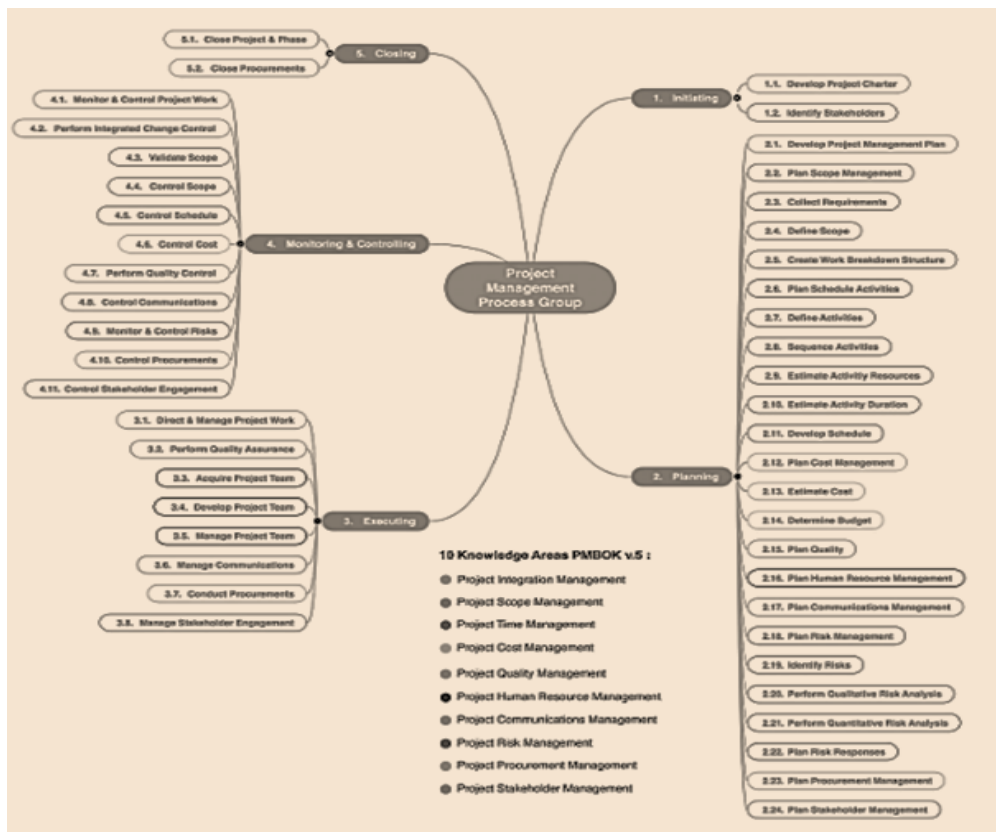 Project
Management
Process Group
1. Initiating
1.1. Develop Project Charter
1.2. Identify Stakeholders
2. Planning
2.1. Develop Project Management Plan
2.2. Plan Scope Management
2.3. Collect Requirements
2.4. Define Scope
2.5. Create Work Breakdown Structure
2.6. Plan Schedule Activities
2.7. Define Activities
2.8. Sequence Activities
2.9. Estimate Activitiy Resources
2.10. Estimate Activity Duration
2.11. Develop Schedule
2.12. Plan Cost Management
2.13. Estimate Cost
2.14. Determine Budget
2.15. Plan Quality
2.16. Plan Human Resource Management
2.17. Plan Communications Management
2.18. Plan Risk Management
2.19. Identify Risks
2.20. Perform Qualitative Risk Analysis
2.21. Perform Quantitative Risk Analysis
2.22. Plan Risk Responses
2.23. Plan Procurement Management
2.24. Plan Stakeholder Management
3. Executing
3.1. Direct & Manage Project Work
3.2. Perform Quality Assurance
3.3. Acquire Project Team
3.4. Develop Project Team
3.5. Manage Project Team
3.6. Manage Communications
3.7. Conduct Procurements
3.8. Manage Stakeholder Engagement
4. Monitoring & Controlling
4.1. Monitor & Control Project Work
4.2. Perform Integrated Change Control
4.3. Validate Scope
4.4. Control Scope
4.5. Control Schedule
4.6. Control Cost
4.7. Perform Quality Control
4.8. Control Communications
4.9. Monitor & Control Risks
4.10. Control Procurements
4.11. Control Stakeholder Engagement
5. Closing
5.1. Close Project & Phase
5.2. Close Procurements
10 Knowledge Areas PMBOK v.5 :
Project Integration Management
Project Scope Management
Project Time Management
Project Cost Management
Project Quality Management
Project Human Resource Management
Project Communications Management
Project Risk Management
Project Procurement Management
Project Stakeholder Management